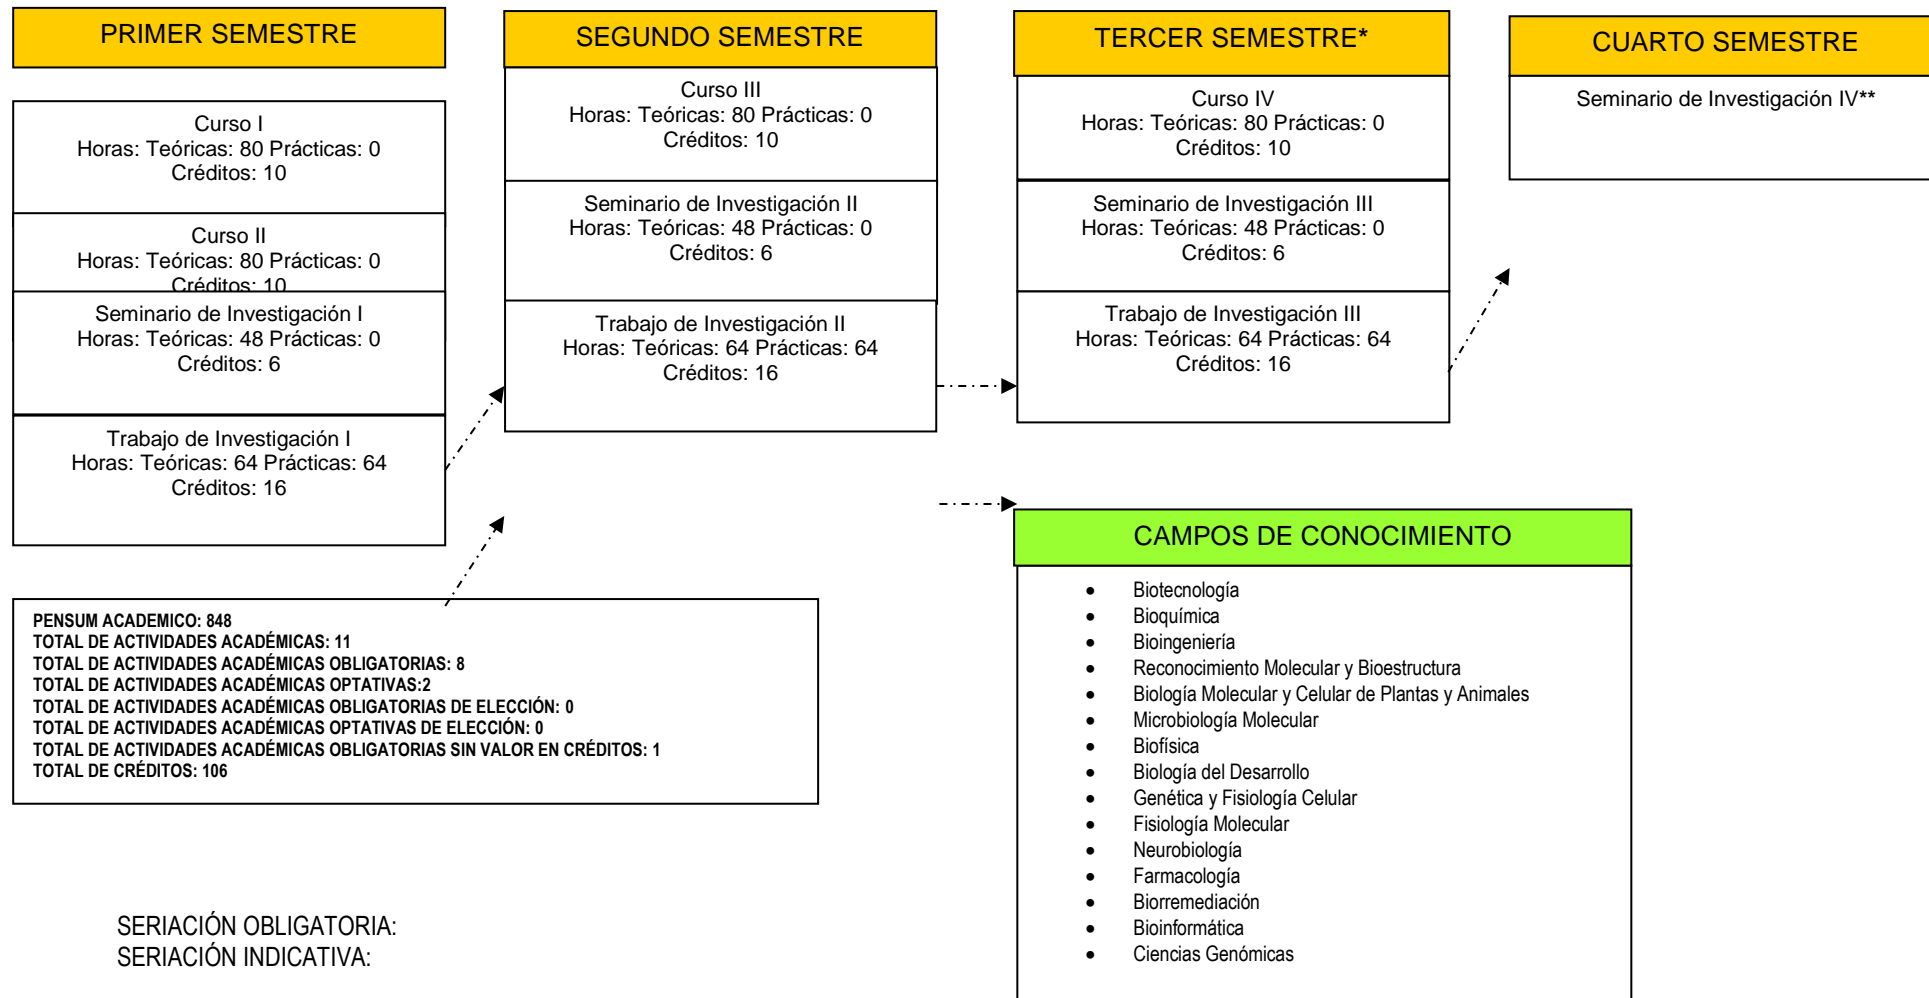 PRIMER SEMESTRE
Curso I
Horas: Teóricas: 80 Prácticas: 0
Créditos: 10
Curso II
Horas: Teóricas: 80 Prácticas: 0
Créditos: 10
Seminario de Investigación I
Horas: Teóricas: 48 Prácticas: 0
Créditos: 6
Trabajo de Investigación I
Horas: Teóricas: 64 Prácticas: 64
Créditos: 16
SEGUNDO SEMESTRE
Curso III
Horas: Teóricas: 80 Prácticas: 0
Créditos: 10
Seminario de Investigación II
Horas: Teóricas: 48 Prácticas: 0
Créditos: 6
Trabajo de Investigación II
Horas: Teóricas: 64 Prácticas: 64
Créditos: 16
TERCER SEMESTRE*
Curso IV
Horas: Teóricas: 80 Prácticas: 0
Créditos: 10
Seminario de Investigación III
Horas: Teóricas: 48 Prácticas: 0
Créditos: 6
Trabajo de Investigación III
Horas: Teóricas: 64 Prácticas: 64
Créditos: 16
CUARTO SEMESTRE
Seminario de Investigación IV**
PENSUM ACADEMICO: 848
TOTAL DE ACTIVIDADES ACADÉMICAS: 11
TOTAL DE ACTIVIDADES ACADÉMICAS OBLIGATORIAS: 8
TOTAL DE ACTIVIDADES ACADÉMICAS OPTATIVAS:2
TOTAL DE ACTIVIDADES ACADÉMICAS OBLIGATORIAS DE ELECCIÓN: 0
TOTAL DE ACTIVIDADES ACADÉMICAS OPTATIVAS DE ELECCIÓN: 0
TOTAL DE ACTIVIDADES ACADÉMICAS OBLIGATORIAS SIN VALOR EN CRÉDITOS: 1
TOTAL DE CRÉDITOS: 106
CAMPOS DE CONOCIMIENTO
• Biotecnología
• Bioquímica
• Bioingeniería
• Reconocimiento Molecular y Bioestructura
• Biología Molecular y Celular de Plantas y Animales
• Microbiología Molecular
• Biofísica
• Biología del Desarrollo
• Genética y Fisiología Celular
• Fisiología Molecular
• Neurobiología
• Farmacología
• Biorremediación
• Bioinformática
• Ciencias Genómicas
SERIACIÓN OBLIGATORIA:
SERIACIÓN INDICATIVA: